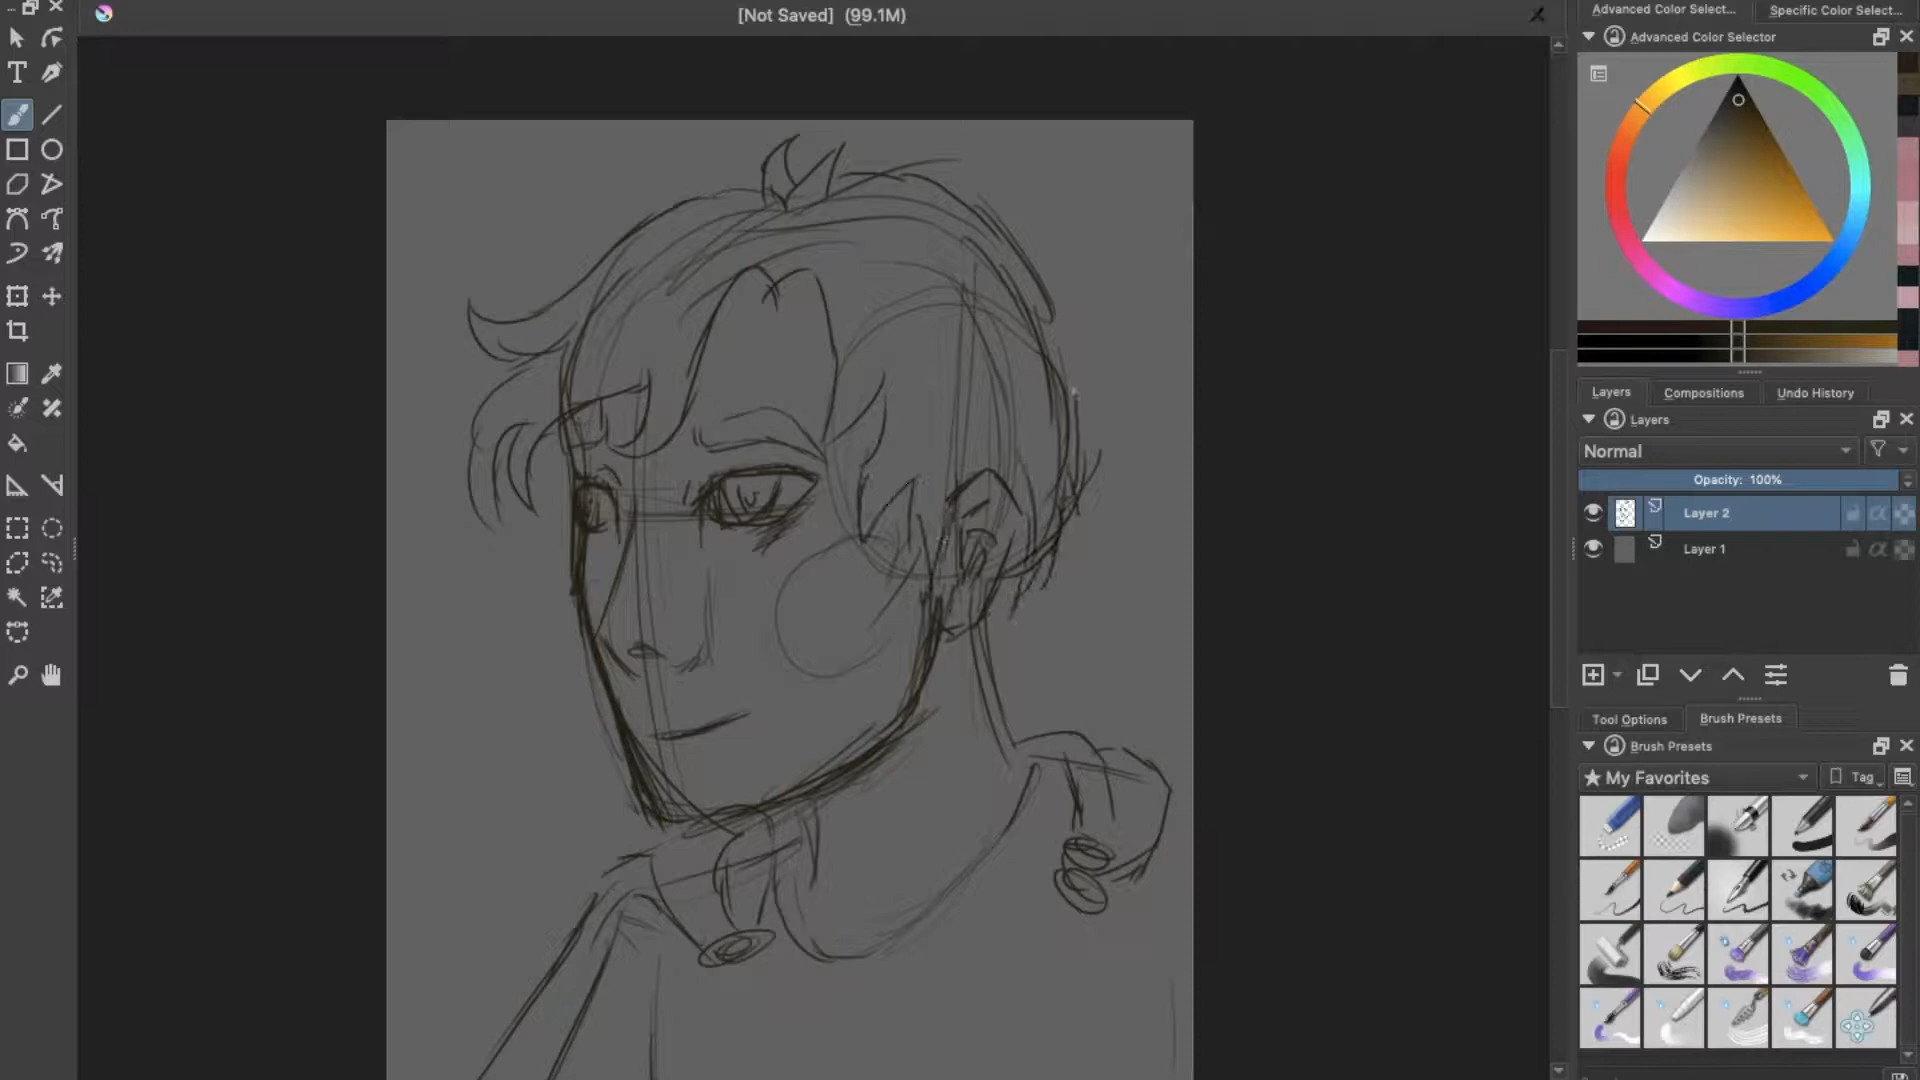 [Not Saved] (99.1M)
Advanced Color Select...
Specific Color Select...
Advanced Color Selector
Layers
Compositions
Undo History
Layers
Normal
Opacity: 100%
Layer 2
Layer 1
Tool Options
Brush Presets
Brush Presets
★ My Favorites
Tag